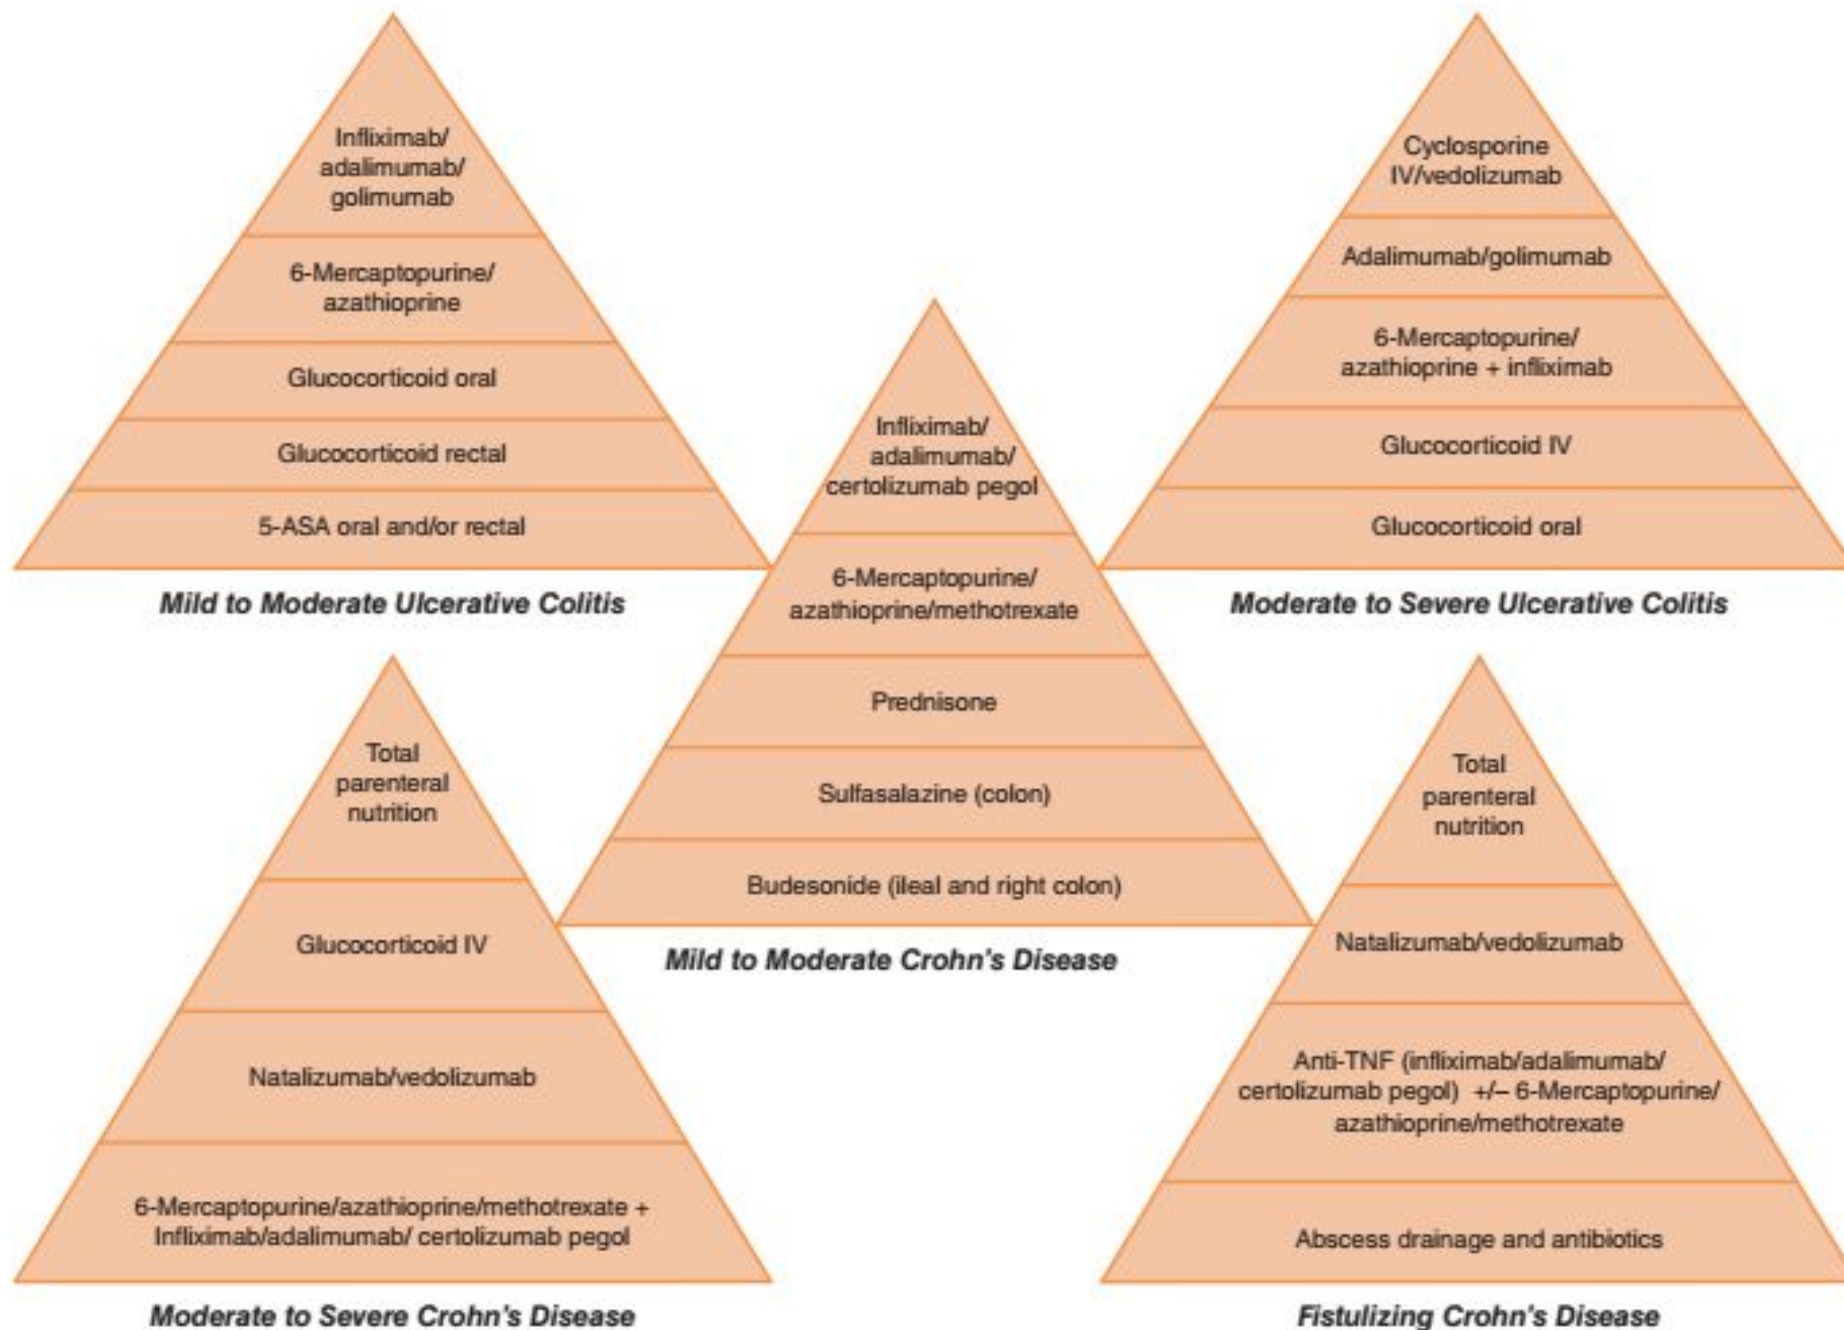 Infliximab/
adalimumab/
golimumab
6-Mercaptopurine/
azathioprine
Glucocorticoid oral
Glucocorticoid rectal
5-ASA oral and/or rectal
Mild to Moderate Ulcerative Colitis
Cyclosporine
IV/vedolizumab
Adalimumab/golimumab
6-Mercaptopurine/
azathioprine + infliximab
Glucocorticoid IV
Glucocorticoid oral
Moderate to Severe Ulcerative Colitis
Infliximab/
adalimumab/
certolizumab pegol
6-Mercaptopurine/
azathioprine/methotrexate
Prednisone
Sulfasalazine (colon)
Budesonide (ileal and right colon)
Mild to Moderate Crohn's Disease
Total
parenteral
nutrition
Glucocorticoid IV
Natalizumab/vedolizumab
6-Mercaptopurine/azathioprine/methotrexate +
Infliximab/adalimumab/ certolizumab pegol
Moderate to Severe Crohn's Disease
Total
parenteral
nutrition
Natalizumab/vedolizumab
Anti-TNF (infliximab/adalimumab/
certolizumab pegol) +/– 6-Mercaptopurine/
azathioprine/methotrexate
Abscess drainage and antibiotics
Fistulizing Crohn's Disease